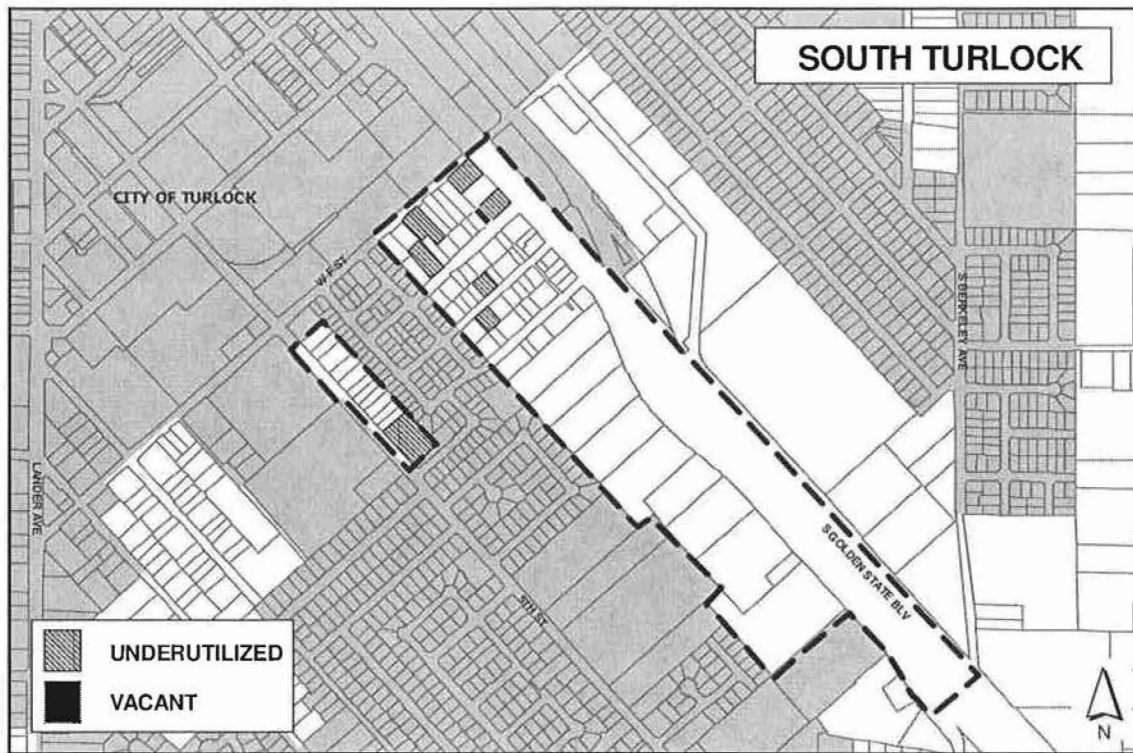 SOUTH TURLOCK
CITY OF TURLOCK
W F ST
S BERKELEY AVE
LANDER AVE
S GOLDEN STATE BLV
5TH ST
UNDERUTILIZED
VACANT
N